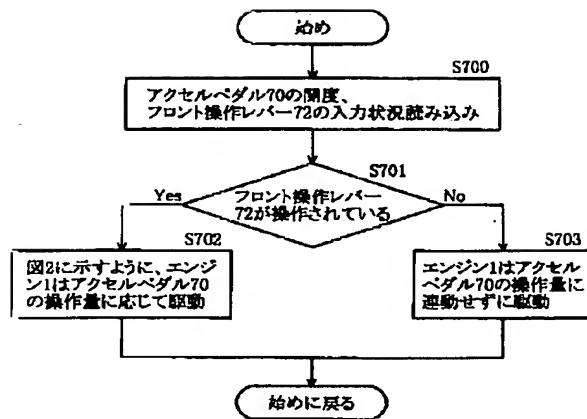 始め
S700
アクセルペダル70の開度、
フロント操作レバー72の入力状況読み込み
S701
Yes
フロント操作レバー
72が操作されている
No
S702
図2に示すように、エンジ
ン1はアクセルペダル70
の操作量に応じて駆動
S703
エンジン1はアクセル
ペダル70の操作量に
連動せずに駆動
始めに戻る